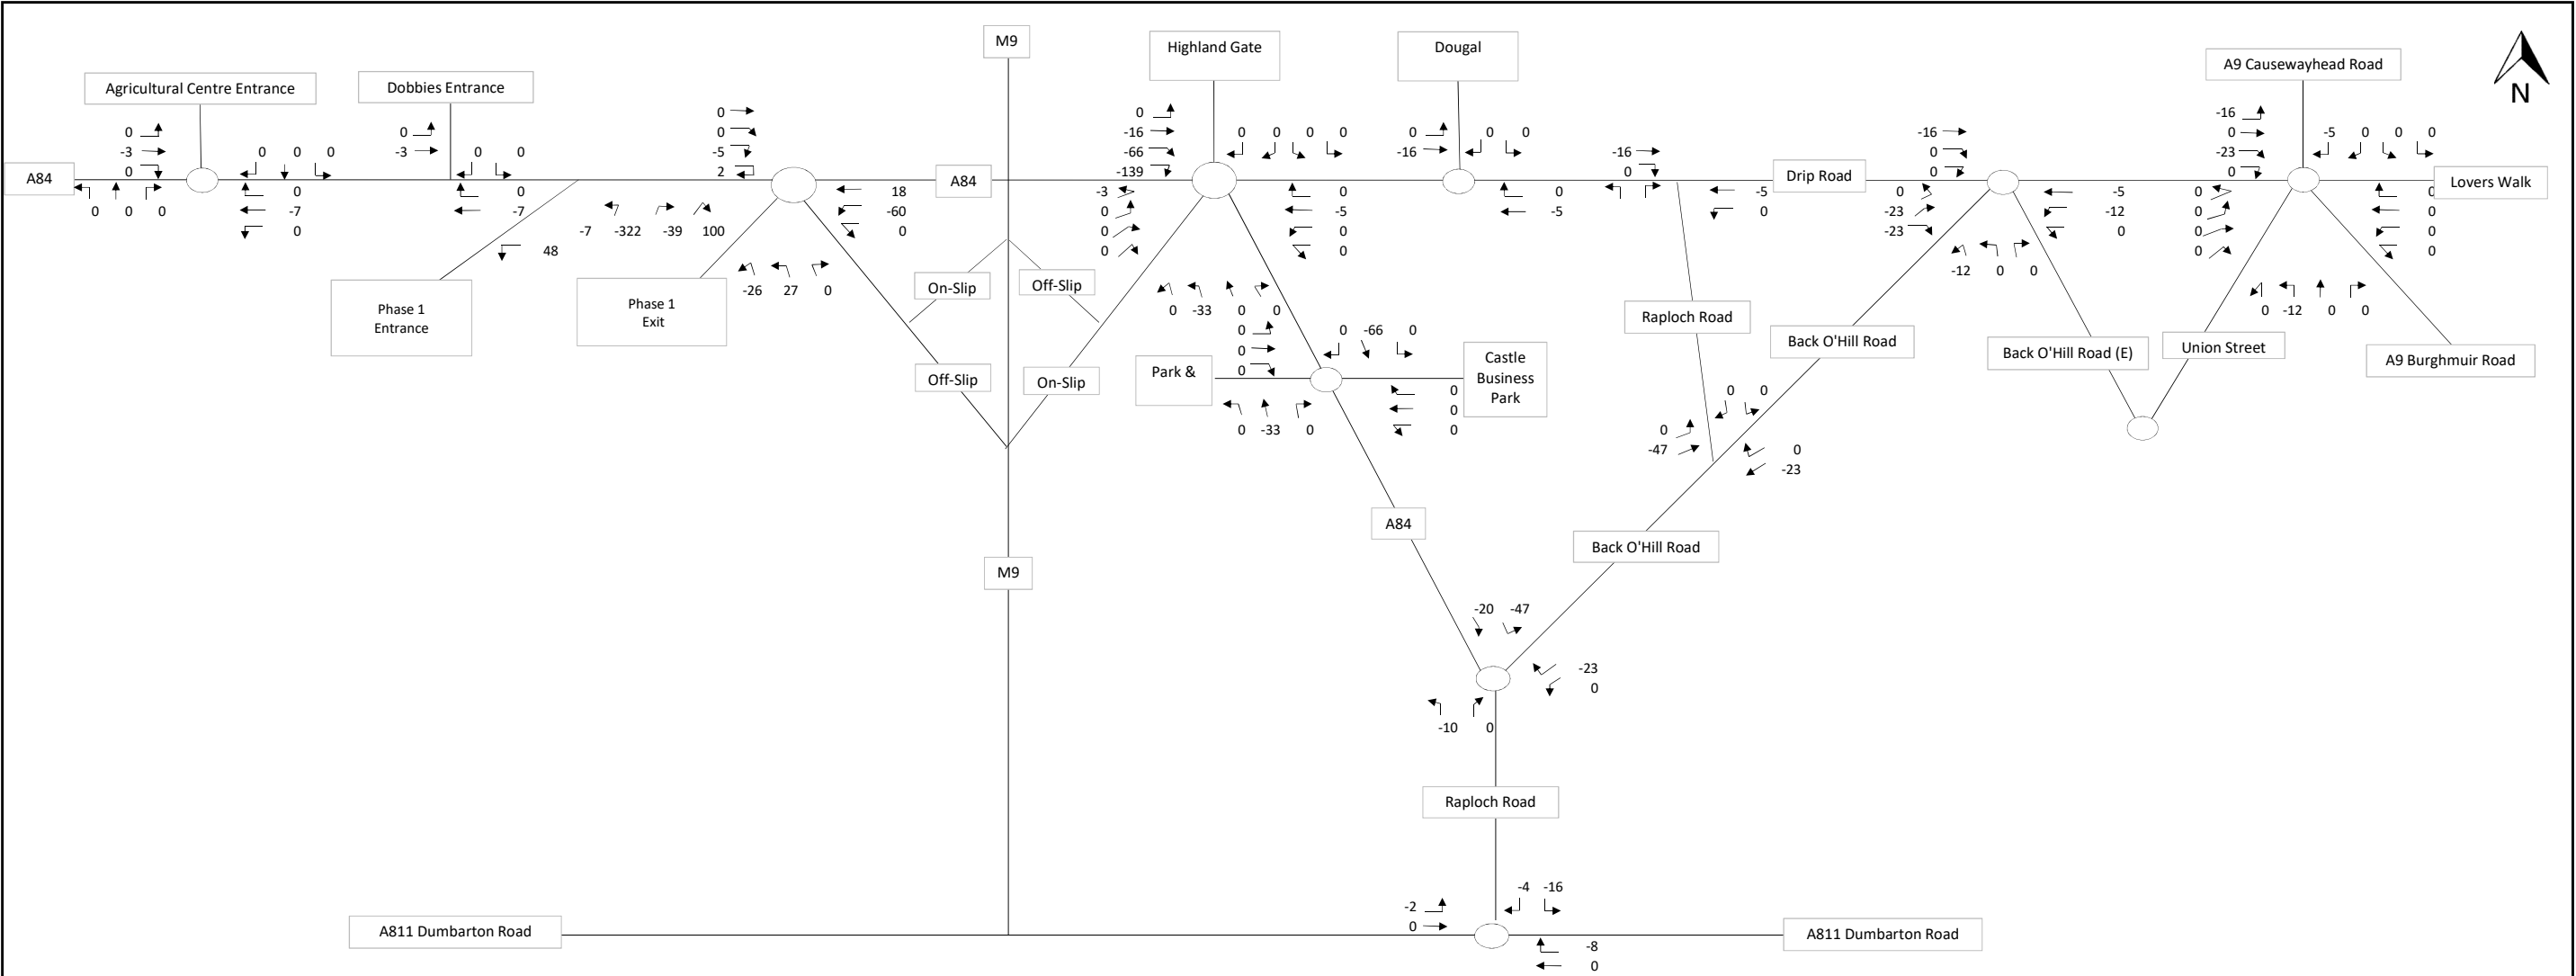 M9
Highland Gate
Dougal
A9 Causewayhead Road
N
Agricultural Centre Entrance
Dobbies Entrance
0
0
-16
0
-16
0 0 0 0
0
0 0
-16
0
-5 0 0 0
0
-3
0
0 0 0
0
-3
0 0
0
-5
2
-66
-139
-16
-16
0
0
0
-23
0
A84
A84
Drip Road
Lovers Walk
0 0 0
0
-7
0
0
-7
18
-60
0
-3
0
0
0
0
-5
0
0
0
-5
-5
0
0
-23
-23
-5
-12
0
0
0
0
0
0
0
0
0
-7 -322 -39 100
48
-26 27 0
-12 0 0
On-Slip
Off-Slip
Phase 1
Entrance
Phase 1
Exit
0 -33 0 0
0 -12 0 0
Raploch Road
0
0
0
0 -66 0
Back O'Hill Road
Back O'Hill Road (E)
Union Street
A9 Burghmuir Road
Off-Slip
On-Slip
Park &
Castle
Business
Park
0 -33 0
0
0
0
0 0
0
-47
0
-23
A84
Back O'Hill Road
M9
-20 -47
-23
0
-10 0
Raploch Road
-4 -16
-2
0
A811 Dumbarton Road
A811 Dumbarton Road
-8
0